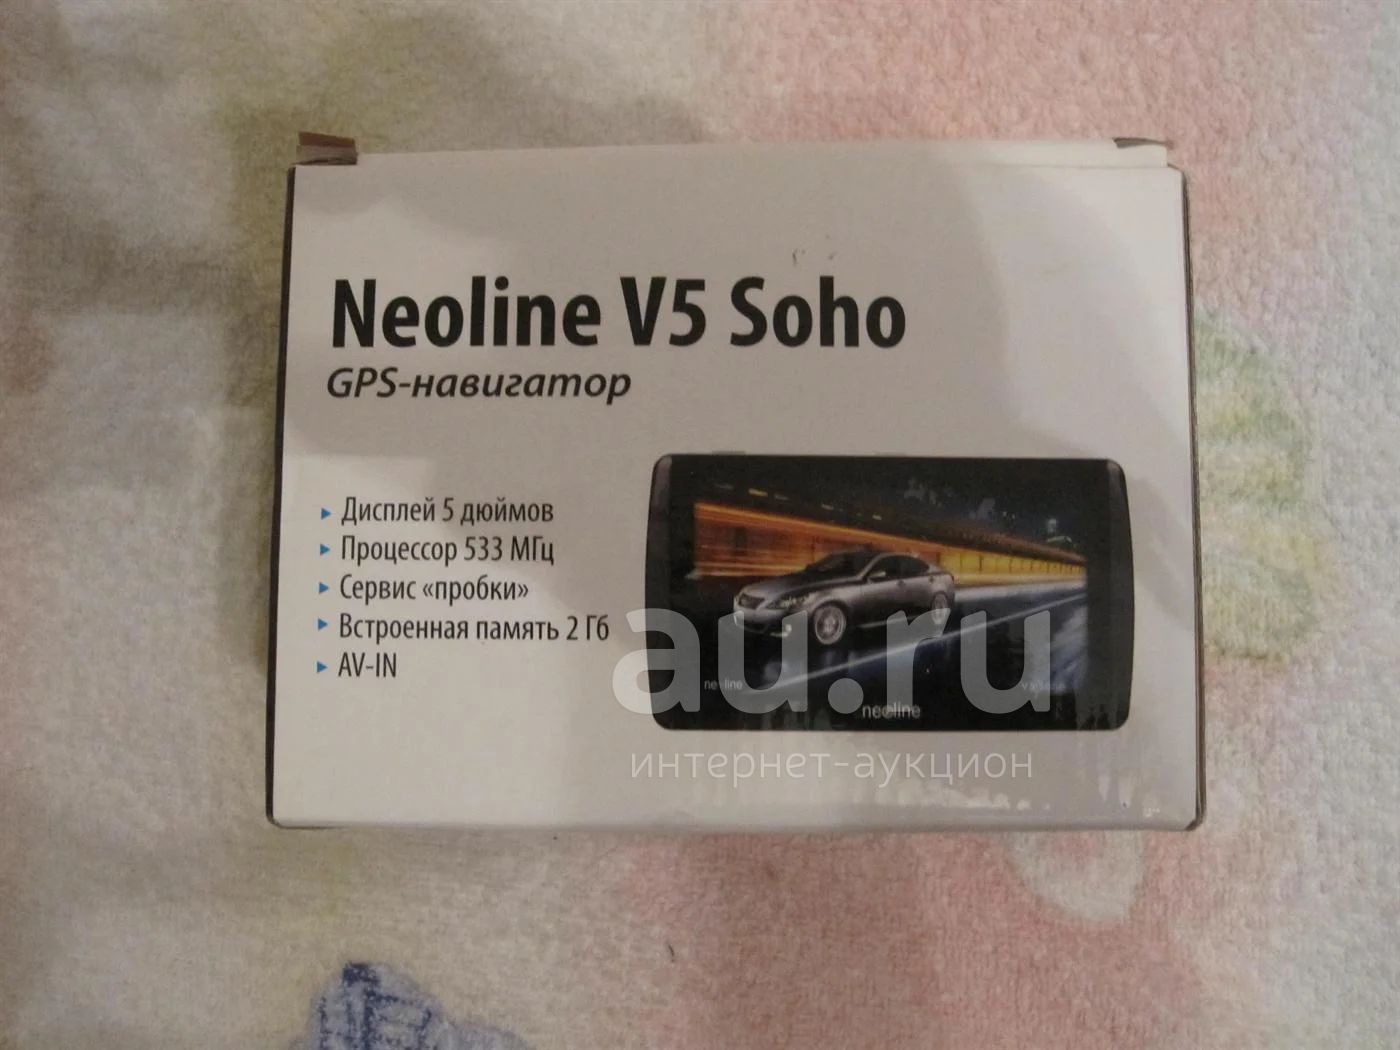 Neoline V5 Soho
GPS-навигатор
Дисплей 5 дюймов
Процессор 533 МГц
Сервис «пробки»
Встроенная память 2 Гб
AV-IN
neoline
neoline
au.ru
интернет-аукцион